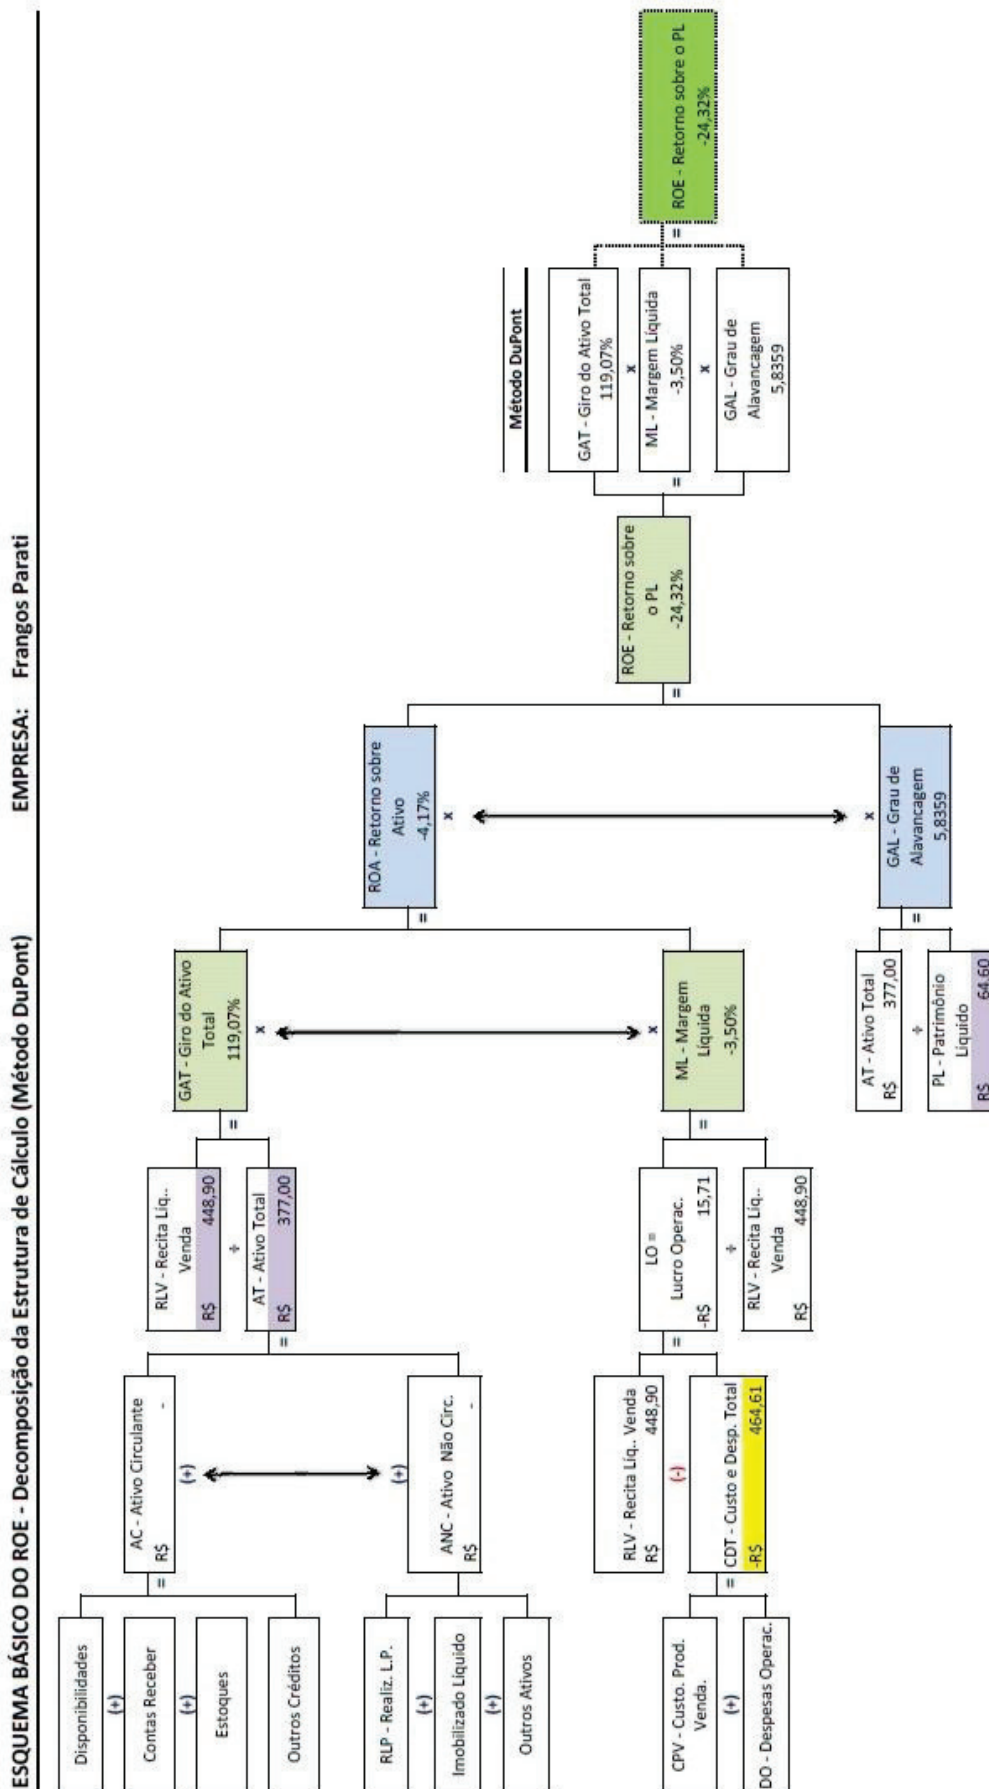 ESQUEMA BÁSICO DO ROE - Decomposição da Estrutura de Cálculo (Método DuPont) EMPRESA: Frangos Parati
Disponibilidades
(+)
Contas Receber
(+)
Estoques
Outros Créditos
=
AC - Ativo Circulante
R$ -
(+)
RLP - Realiz. L.P.
(+)
Imobilizado Líquido
(+)
Outros Ativos
(+)
ANC - Ativo Não Circ.
R$ -
=
RLV - Recita Líq..
Venda
R$ 448,90
÷
AT - Ativo Total
R$ 377,00
=
GAT - Giro do Ativo
Total
119,07%
x
CPV - Custo. Prod.
Venda.
(+)
DO - Despesas Operac.
=
RLV - Recita Líq.. Venda
R$ 448,90
(-)
CDT - Custo e Desp. Total
-R$ 464,61
=
LO =
Lucro Operac.
-R$ 15,71
÷
RLV - Recita Líq..
Venda
R$ 448,90
=
x
ML - Margem
Líquida
-3,50%
=
ROA - Retorno sobre
Ativo
-4,17%
x
AT - Ativo Total
R$ 377,00
÷
PL - Patrimônio
Líquido
R$ 64,60
=
x
GAL - Grau de
Alavancagem
5,8359
=
ROE - Retorno sobre
o PL
-24,32%
=
Método DuPont
GAT - Giro do Ativo Total
119,07%
x
ML - Margem Líquida
-3,50%
x
GAL - Grau de
Alavancagem
5,8359
=
ROE - Retorno sobre o PL
-24,32%